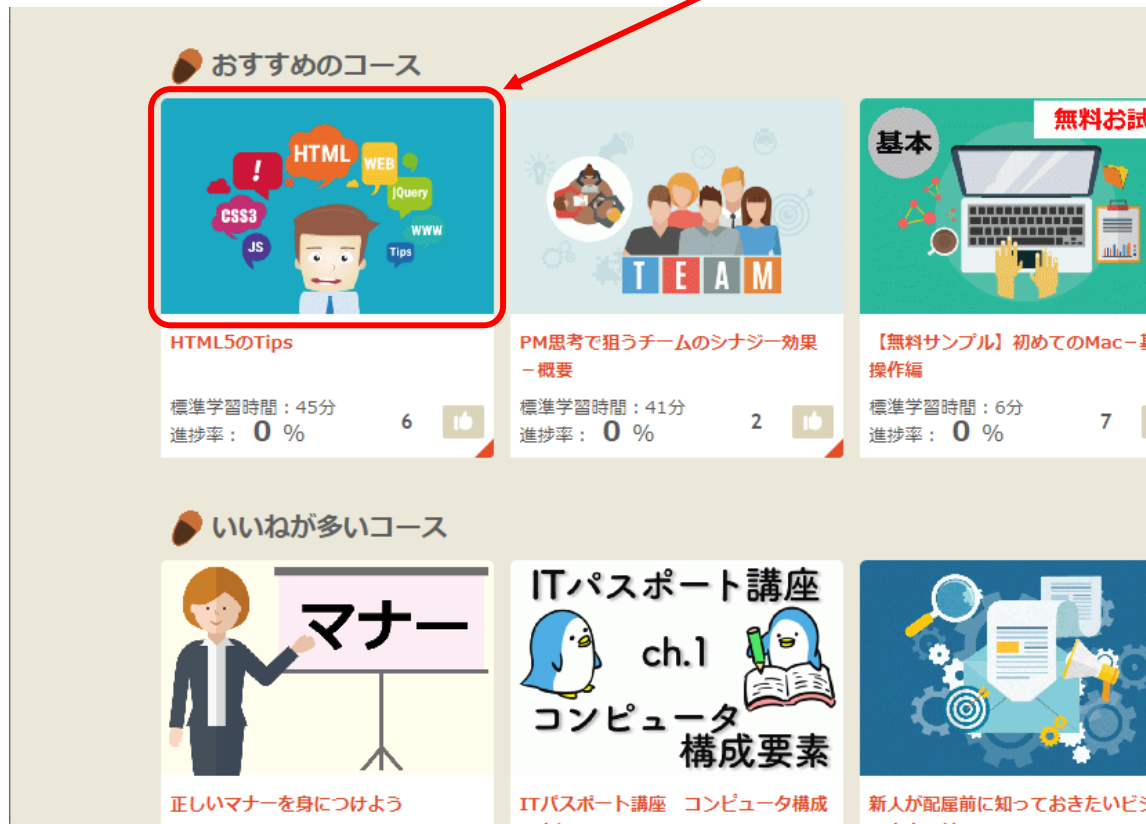 おすすめのコース
HTML
WEB
!
jQuery
CSS3
WWW
JS
Tips
TEAM
無料お試
基本
HTML5のTips
標準学習時間：45分
進捗率： 0 %
6
PM思考で狙うチームのシナジー効果
－概要
標準学習時間：41分
進捗率： 0 %
2
【無料サンプル】初めてのMac－基
操作編
標準学習時間：6分
進捗率： 0 %
7
いいねが多いコース
マナー
ITパスポート講座
ch.1
コンピュータ
構成要素
正しいマナーを身につけよう
ITパスポート講座　コンピュータ構成
新人が配属前に知っておきたいビジ